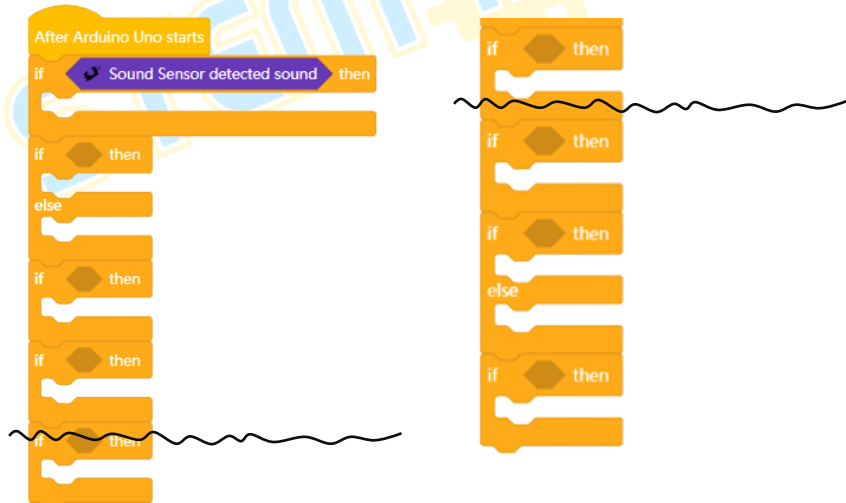 After Arduino Uno starts
if Sound Sensor detected sound then
if then
else
if then
if then
if then
if then
if then
if then
else
if then